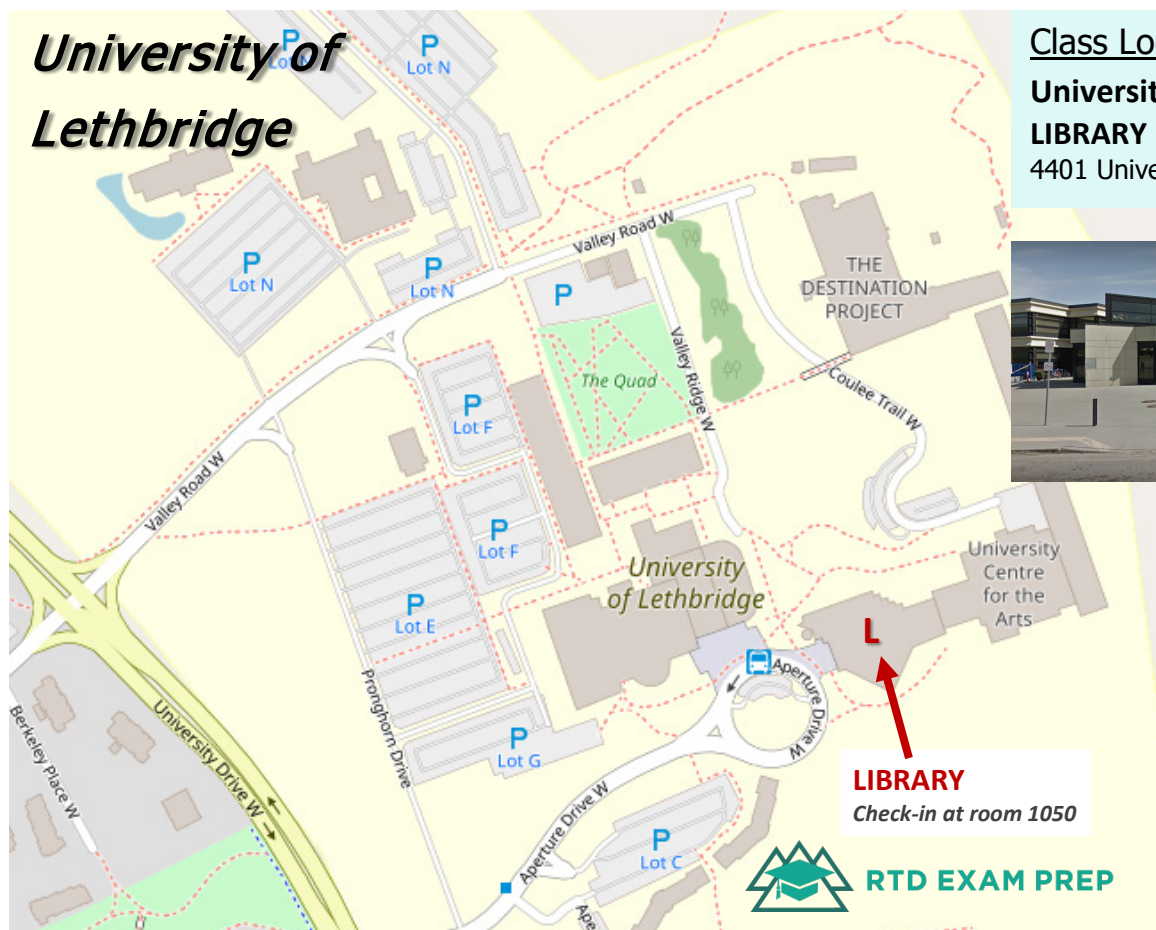 University of
Lethbridge
P
Lot N
P
Lot N
Class Lo
Universit
LIBRARY
4401 Unive
P
Lot N
P
Lot N
Valley Road W
P
THE
DESTINATION
PROJECT
The Quad
Valley Ridge W
Coulee Trail W
P
Lot F
Valley Road W
P
Lot F
University
of Lethbridge
University
Centre
for the
Arts
P
Lot E
L
Pronghorn Drive
Aperture Drive W
Berkeley Place W
University Drive W
P
Lot G
LIBRARY
Check-in at room 1050
Aperture Drive W
P
Lot C
Ape
RTD EXAM PREP